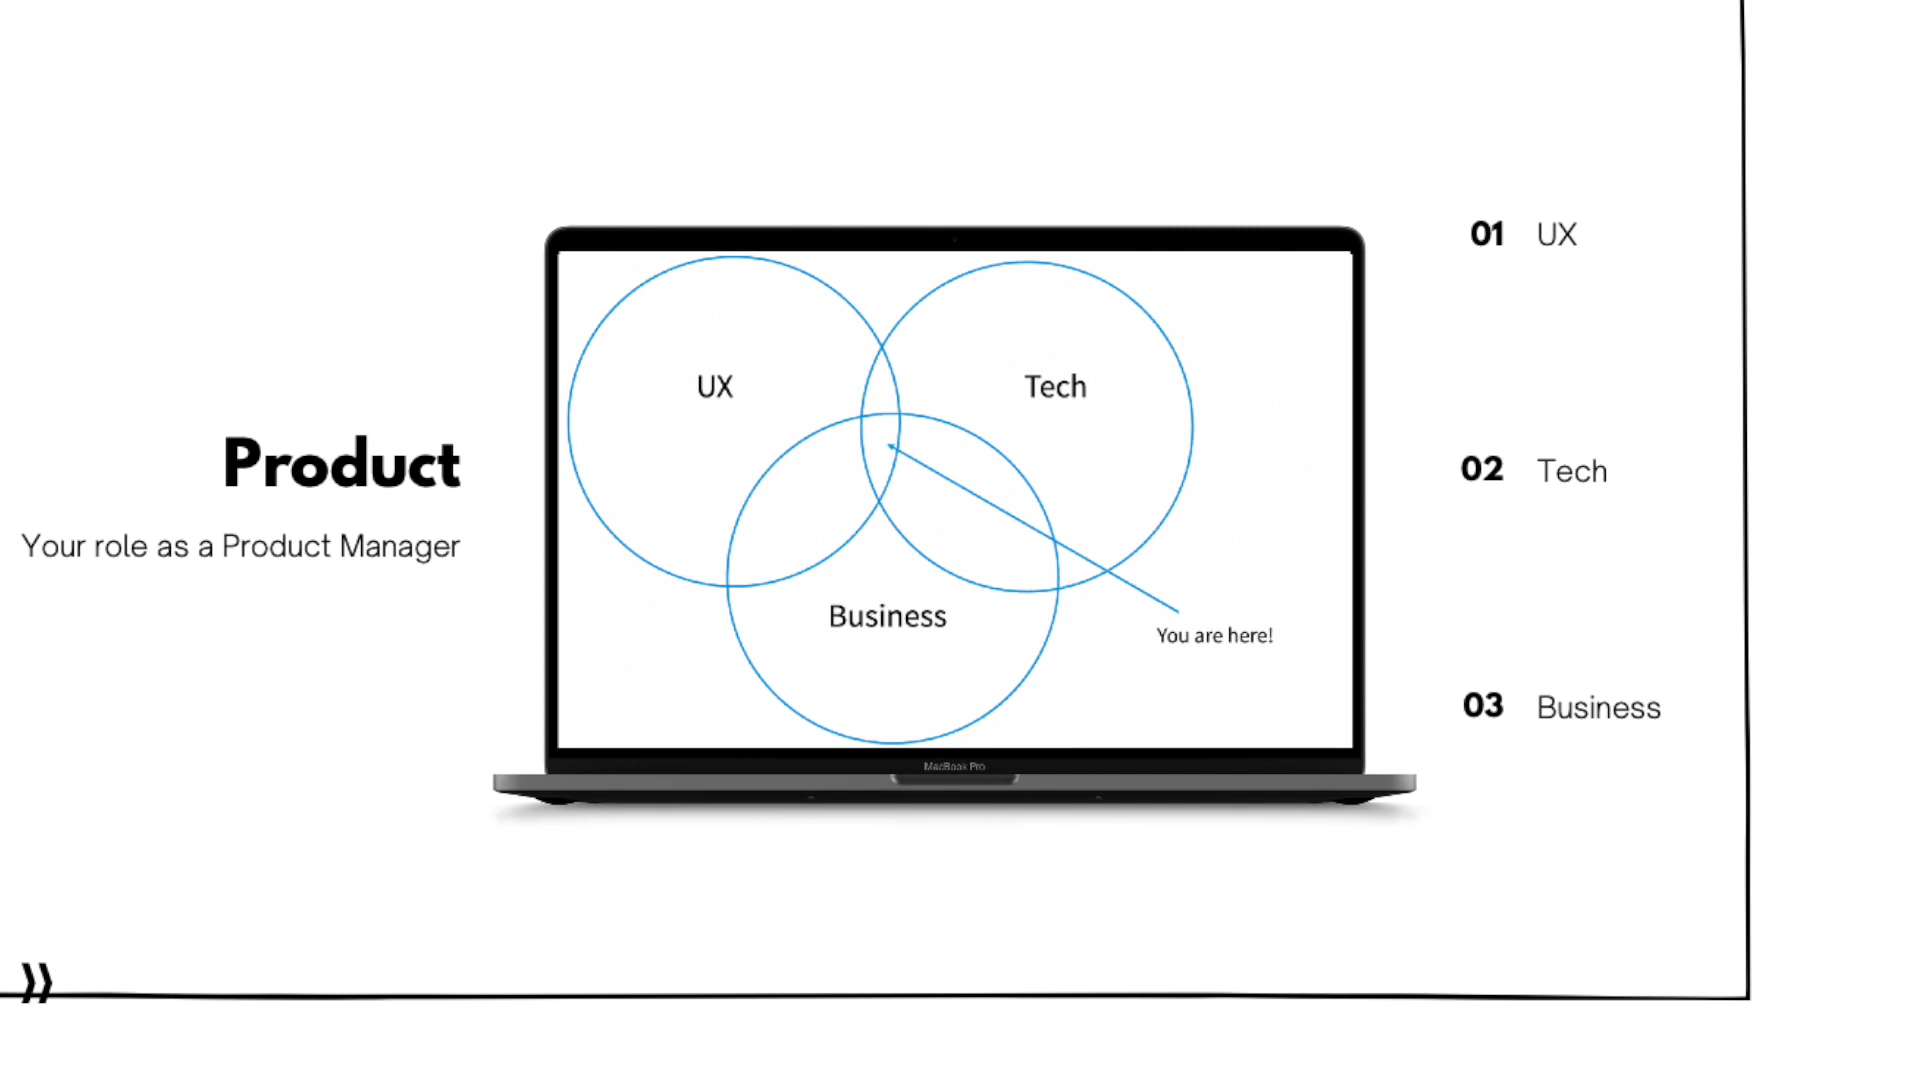 Product
Your role as a Product Manager
UX
Tech
Business
You are here!
MacBook Pro
01 UX
02 Tech
03 Business